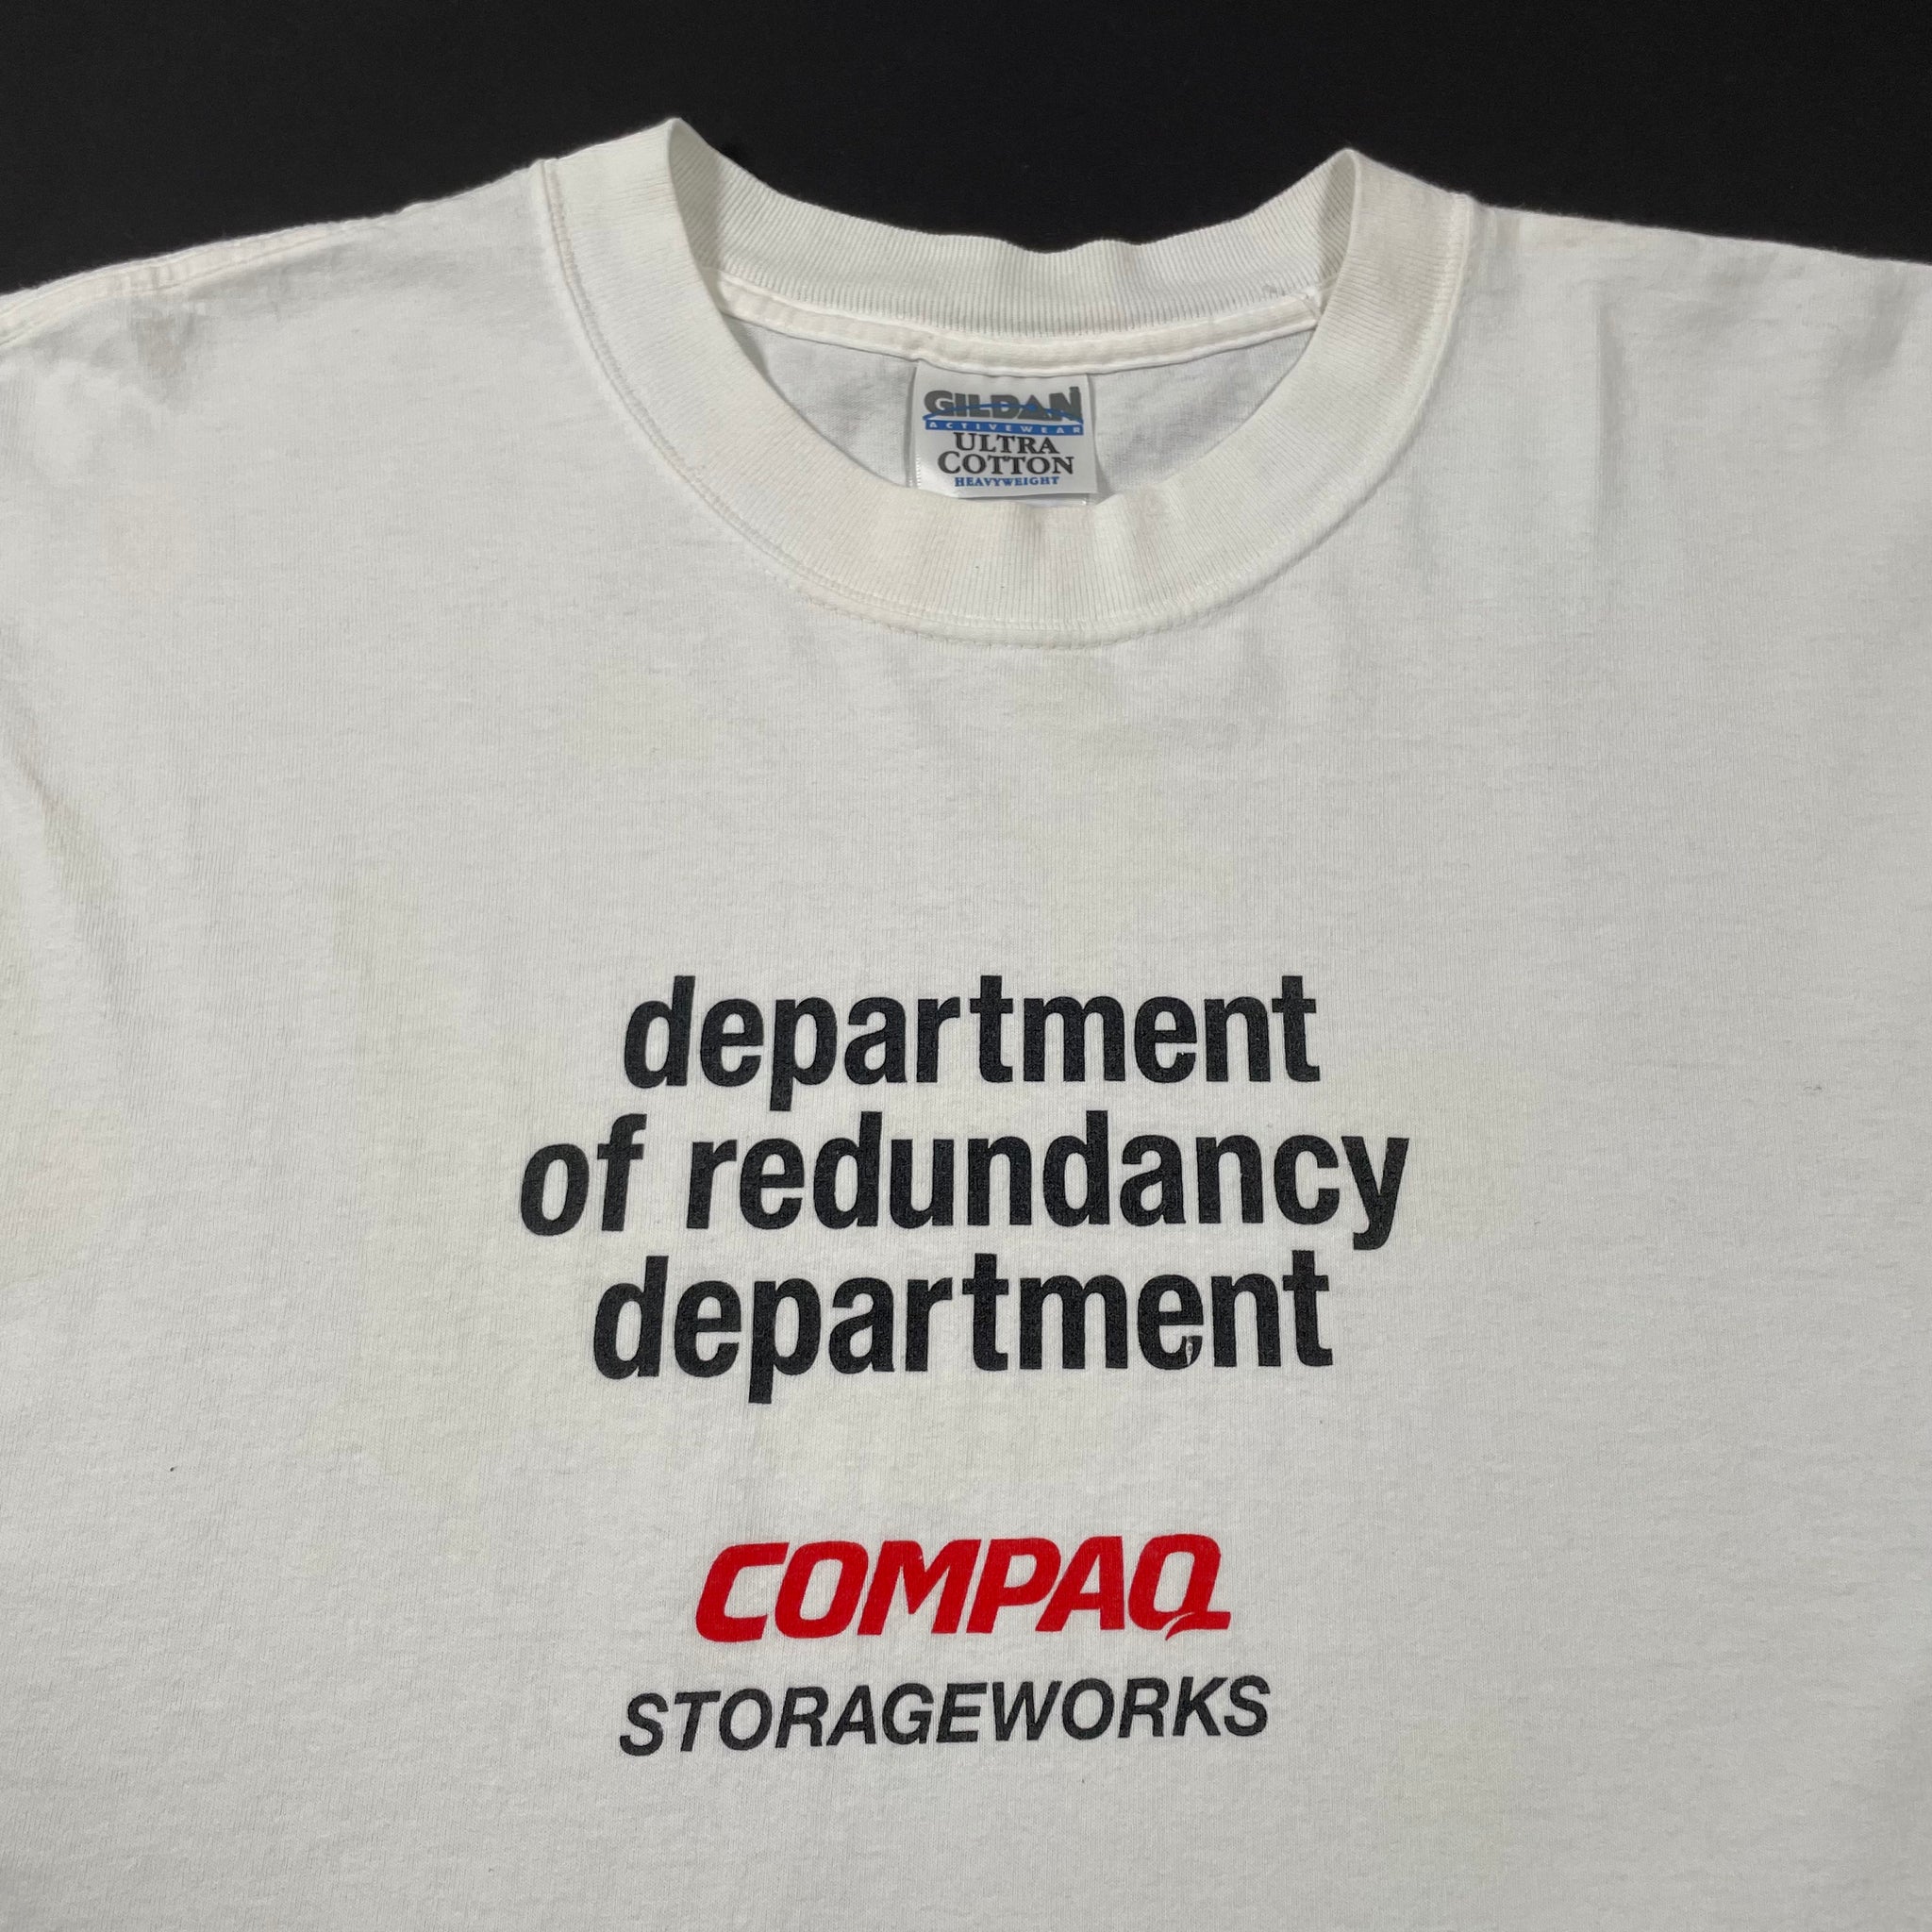 GILDAN
ACTIVEWEAR
ULTRA
COTTON
HEAVYWEIGHT
department
of redundancy
department
COMPAQ
STORAGEWORKS